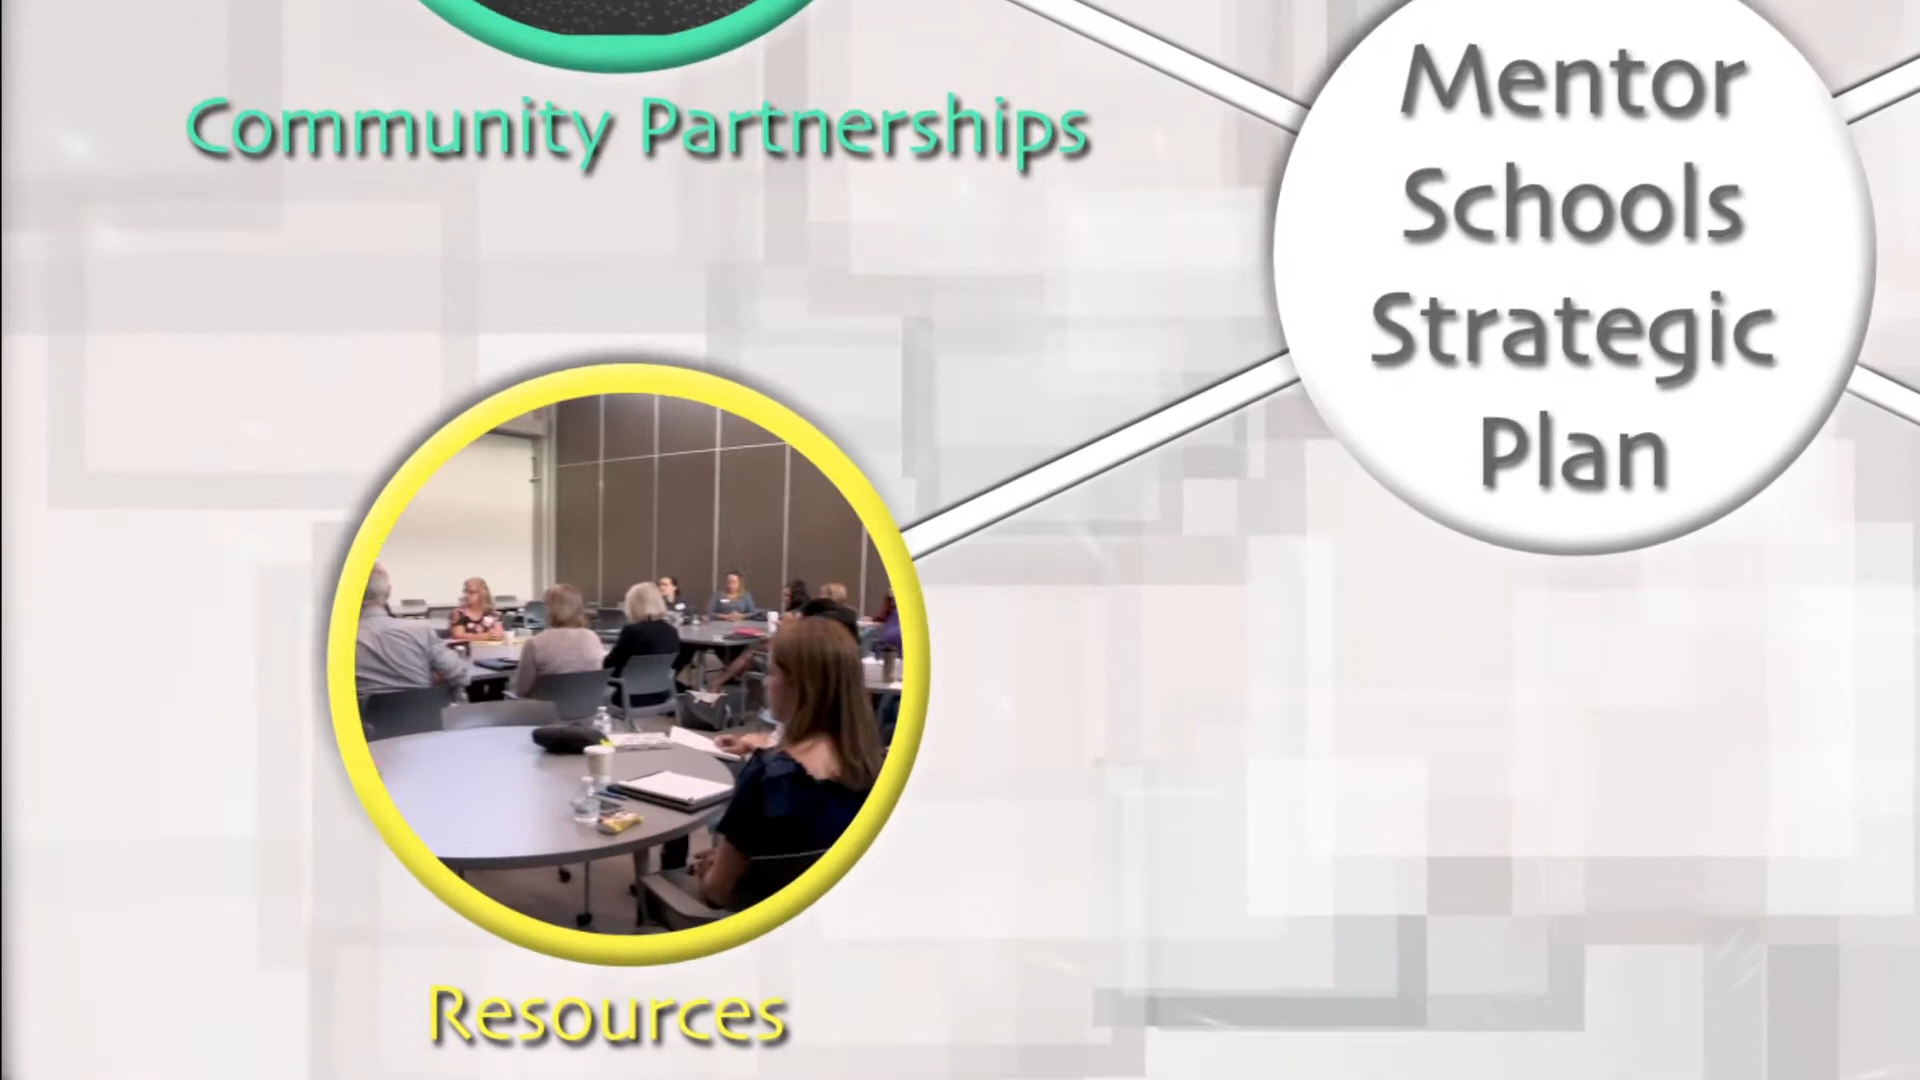 Community Partnerships
Mentor
Schools
Strategic
Plan
Resources